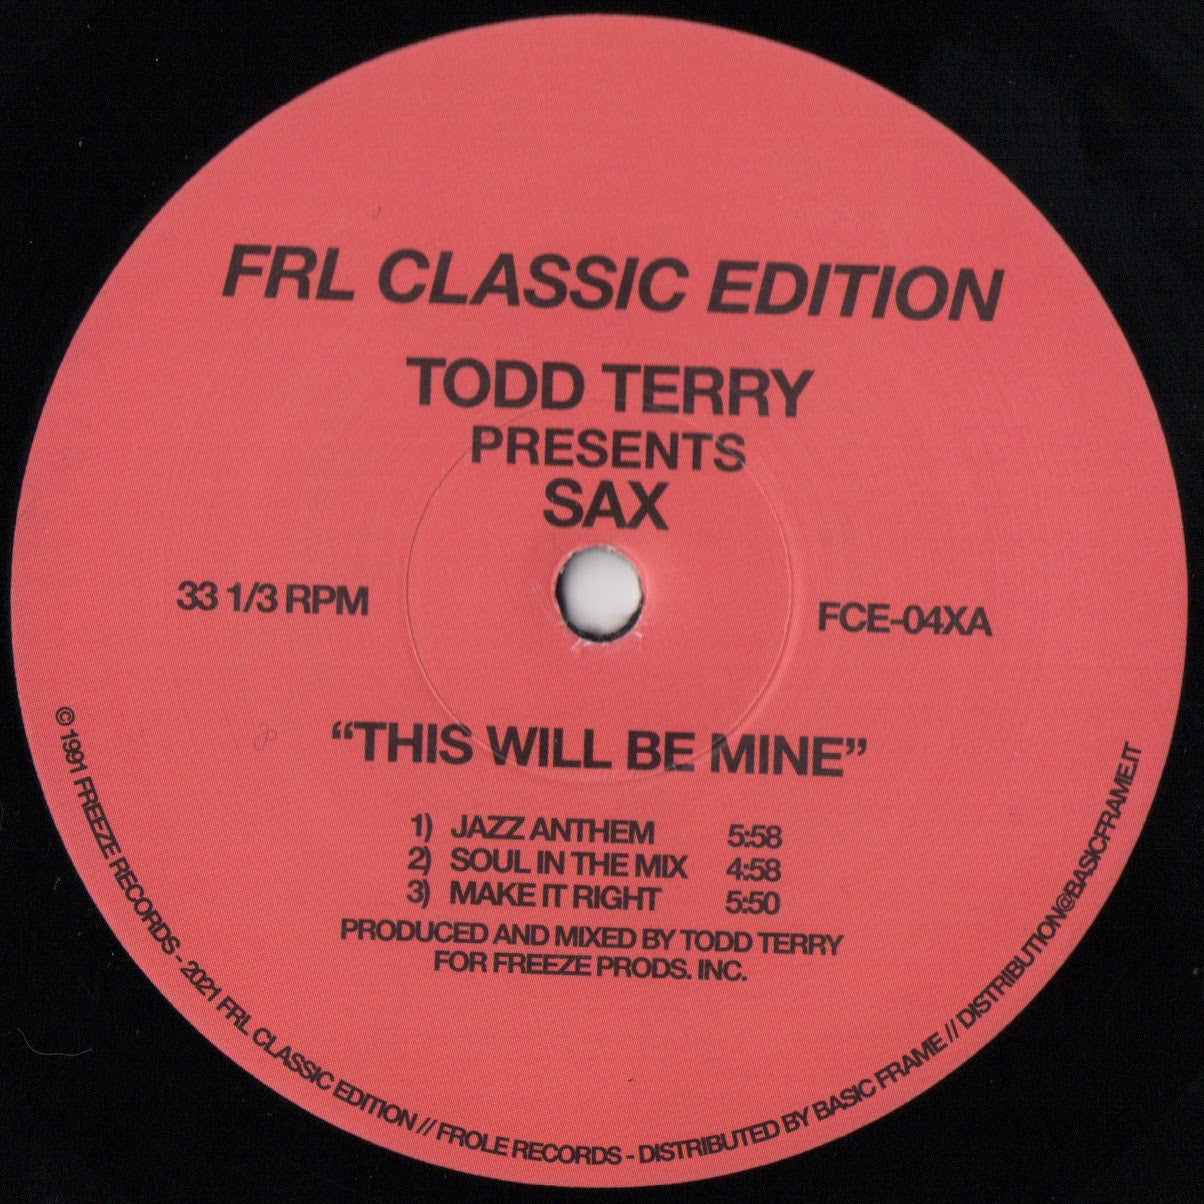 FRL CLASSIC EDITION
TODD TERRY
PRESENTS
SAX
33 1/3 RPM
FCE-04XA
“THIS WILL BE MINE”
1) JAZZ ANTHEM 5:58
2) SOUL IN THE MIX 4:58
3) MAKE IT RIGHT 5:50
PRODUCED AND MIXED BY TODD TERRY
FOR FREEZE PRODS. INC.
© 1991 FREEZE RECORDS - 2021 FRL CLASSIC EDITION // FROLE RECORDS - DISTRIBUTED BY BASIC FRAME // DISTRIBUTION@BASICFRAME.IT